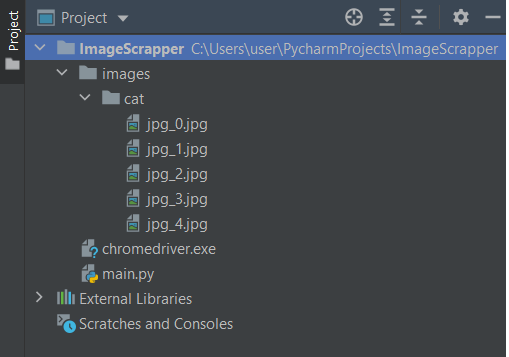 Project
Project
ImageScrapper C:\Users\user\PycharmProjects\ImageScrapper
images
cat
jpg_0.jpg
jpg_1.jpg
jpg_2.jpg
jpg_3.jpg
jpg_4.jpg
chromedriver.exe
main.py
External Libraries
Scratches and Consoles